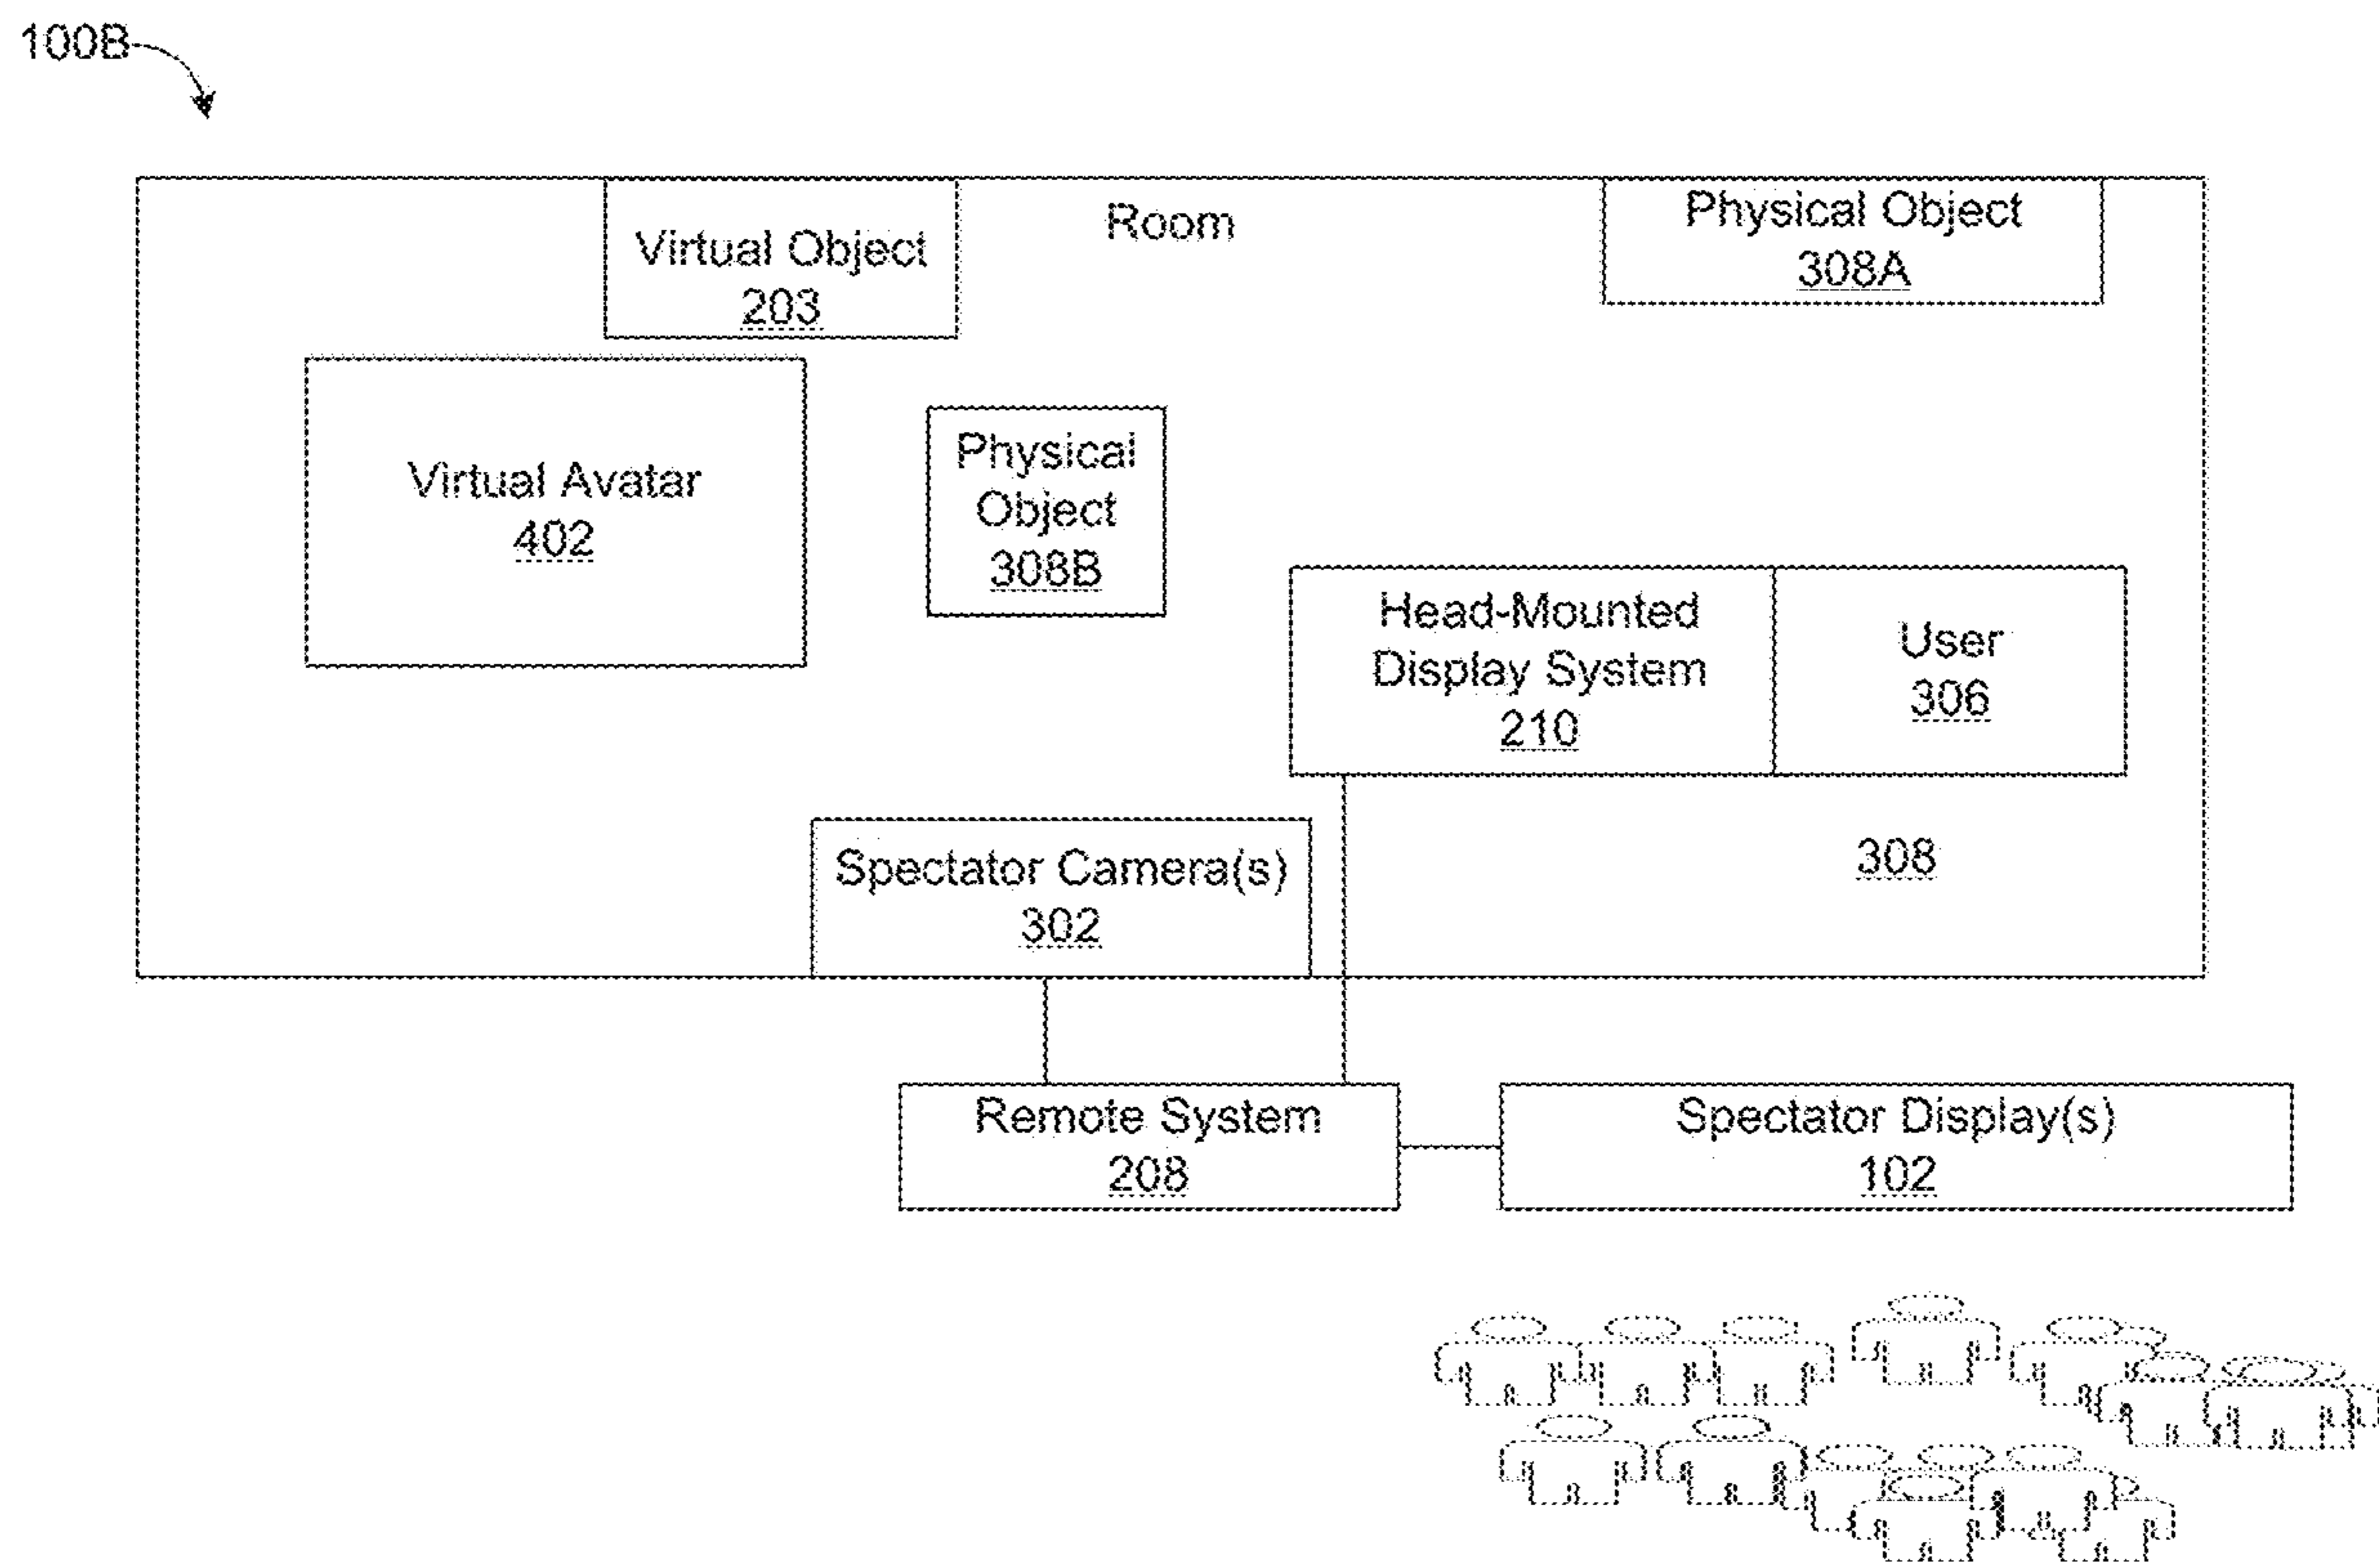 100B
Room
Virtual Object
203
Physical Object
308A
Virtual Avatar
402
Physical
Object
308B
Head-Mounted
Display System
210
User
306
308
Spectator Camera(s)
302
Remote System
208
Spectator Display(s)
102